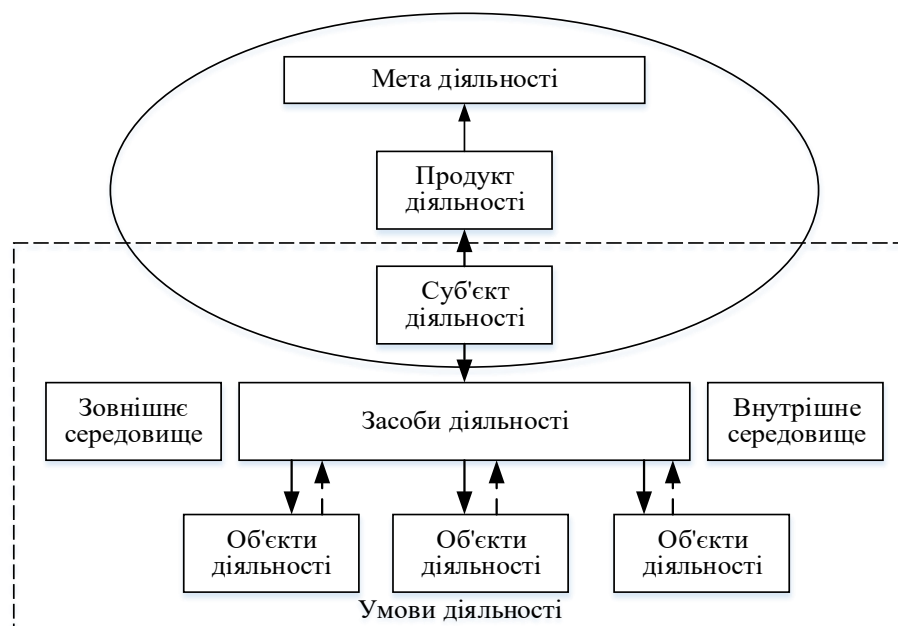 Мета діяльності
Продукт
діяльності
Суб'єкт
діяльності
Зовнішнє
середовище
Засоби діяльності
Внутрішнє
середовище
Об'єкти
діяльності
Об'єкти
діяльності
Об'єкти
діяльності
Умови діяльності